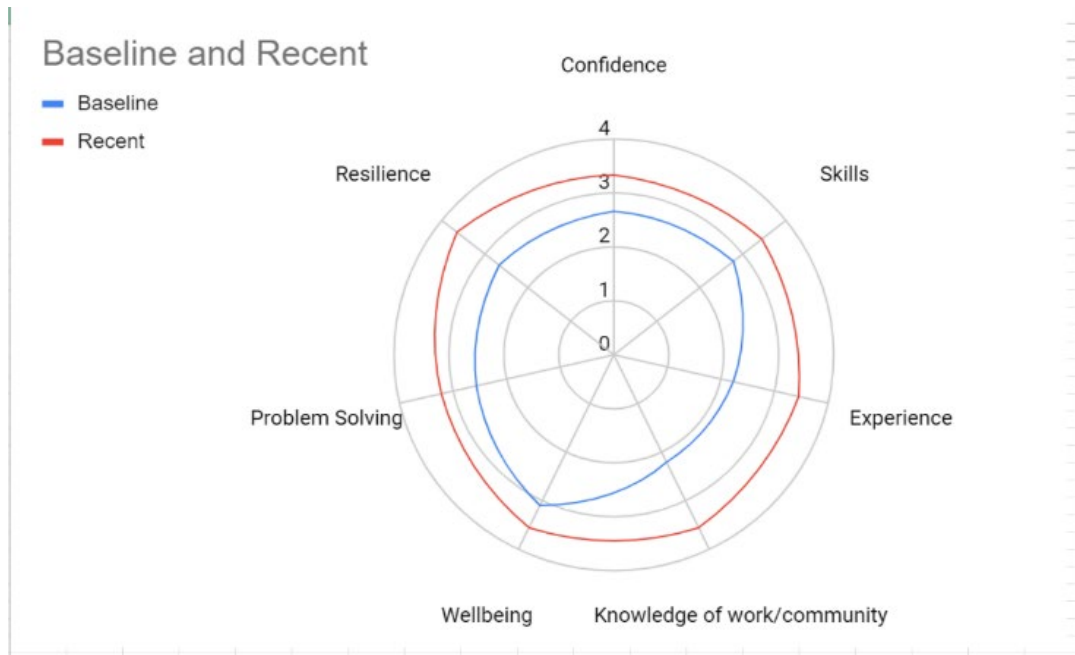 Baseline and Recent
Baseline
Recent
Confidence
Resilience
Skills
4
3
2
1
0
Problem Solving
Experience
Wellbeing
Knowledge of work/community